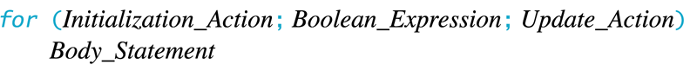 for (Initialization_Action; Boolean_Expression; Update_Action)
Body_Statement